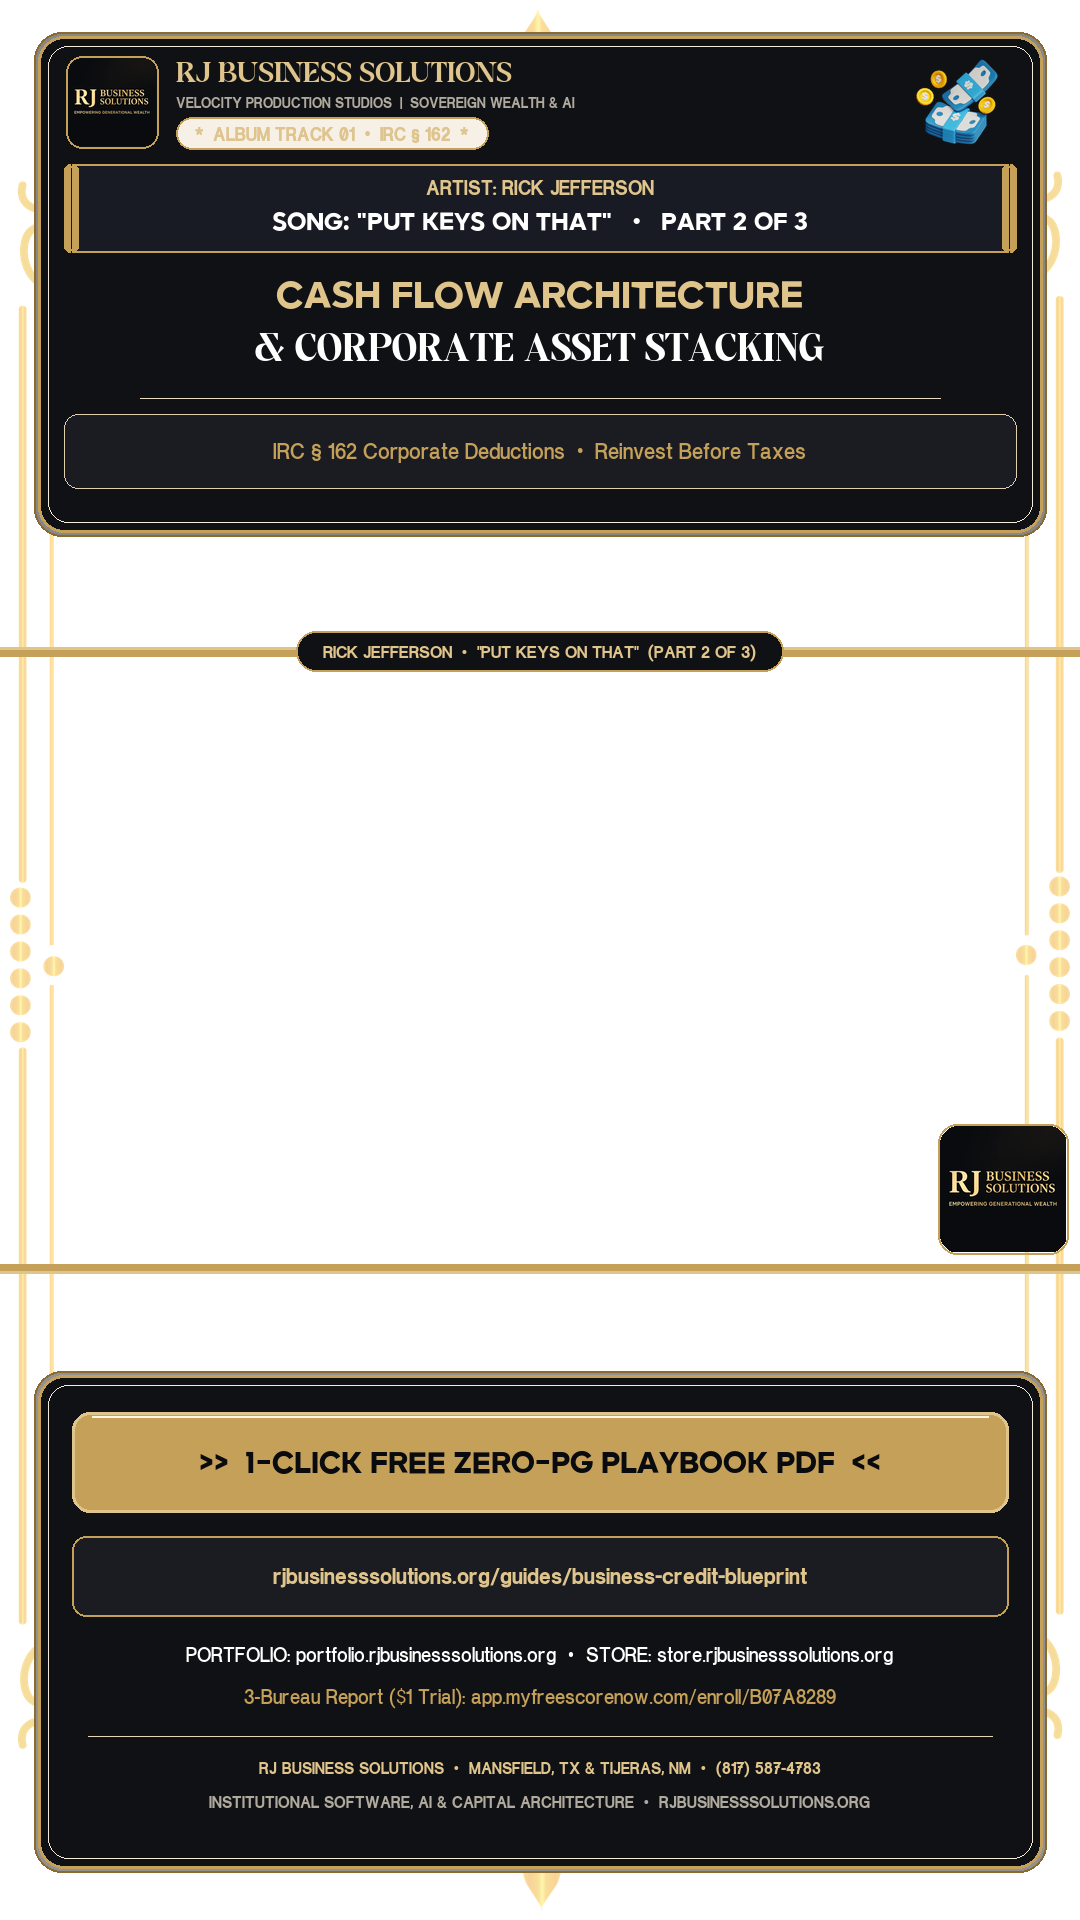 RJ BUSINESS SOLUTIONS
EMPOWERING GENERATIONAL WEALTH
RJ BUSINESS SOLUTIONS
VELOCITY PRODUCTION STUDIOS | SOVEREIGN WEALTH & AI
* ALBUM TRACK 01 • IRC § 162 *
ARTIST: RICK JEFFERSON
SONG: "PUT KEYS ON THAT" • PART 2 OF 3
CASH FLOW ARCHITECTURE
& CORPORATE ASSET STACKING
IRC § 162 Corporate Deductions • Reinvest Before Taxes
RICK JEFFERSON • "PUT KEYS ON THAT" (PART 2 OF 3)
RJ BUSINESS SOLUTIONS
EMPOWERING GENERATIONAL WEALTH
>> 1-CLICK FREE ZERO-PG PLAYBOOK PDF <<
rjbusinesssolutions.org/guides/business-credit-blueprint
PORTFOLIO: portfolio.rjbusinesssolutions.org • STORE: store.rjbusinesssolutions.org
3-Bureau Report ($1 Trial): app.myfreescorenow.com/enroll/B07A8289
RJ BUSINESS SOLUTIONS • MANSFIELD, TX & TIJERAS, NM • (817) 587-4783
INSTITUTIONAL SOFTWARE, AI & CAPITAL ARCHITECTURE • RJBUSINESSSOLUTIONS.ORG